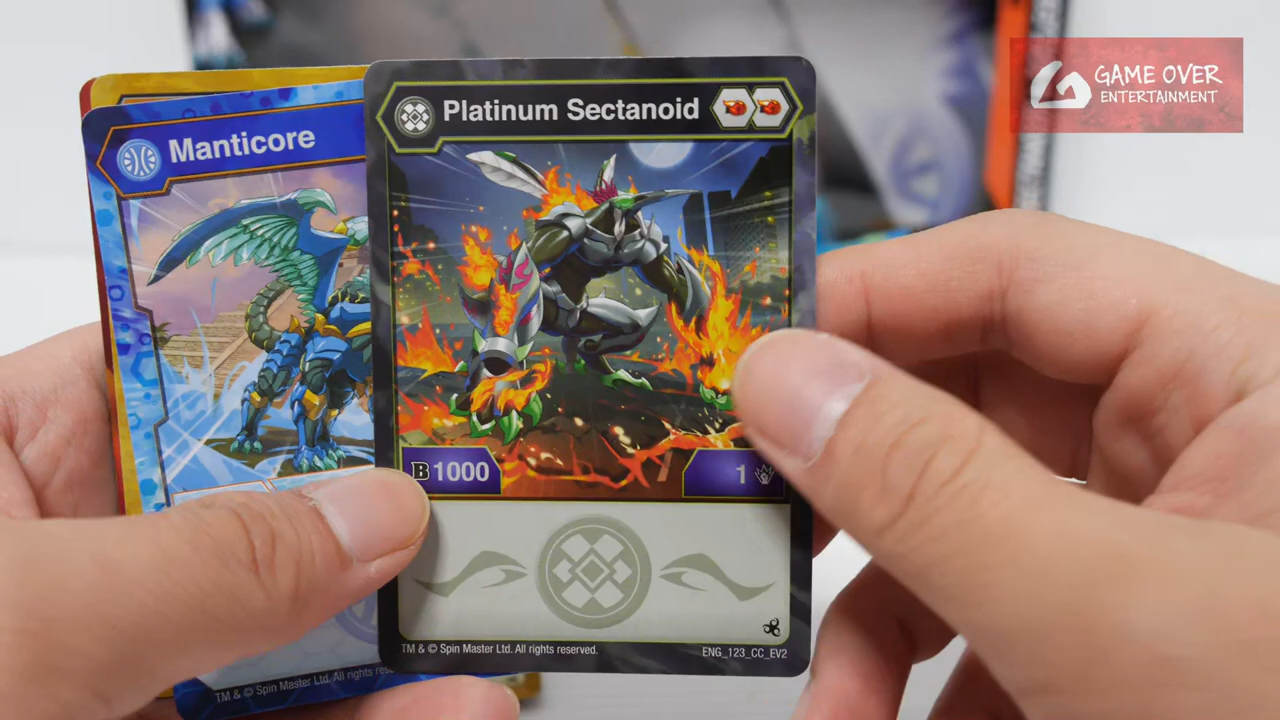 GAME OVER
ENTERTAINMENT
Manticore
Platinum Sectanoid
B 1000
1
TM & © Spin Master Ltd. All rights reserved.
ENG_123_CC_EV2
TM & © Spin Master Ltd. All rights